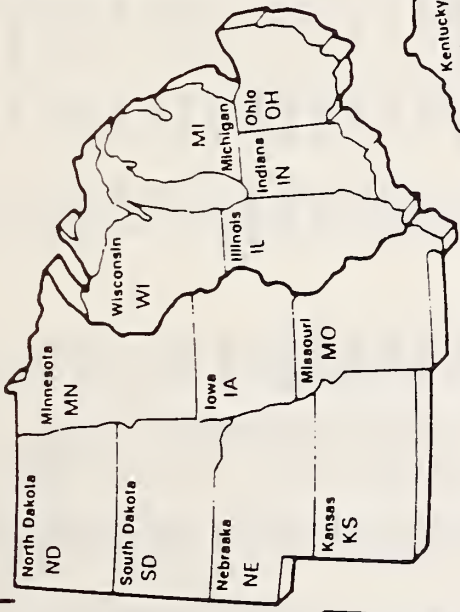 North Dakota
ND
South Dakota
SD
Nebraska
NE
Kansas
KS
Minnesota
MN
Iowa
IA
Missouri
MO
Wisconsin
WI
Illinois
IL
MI
Michigan
Indiana
IN
Ohio
OH
Kentucky